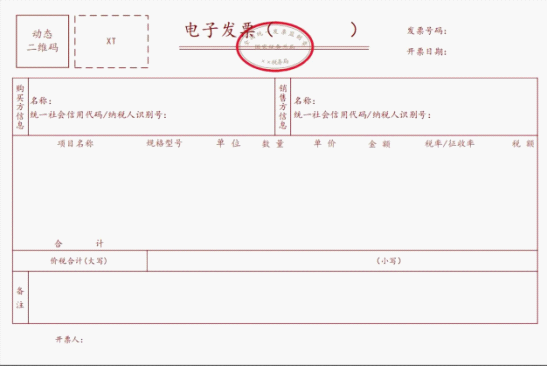 动态
二维码
XT
电子发票（ ）
发票号码：
开票日期：
购买方信息
名称：
统一社会信用代码/纳税人识别号：
销售方信息
名称：
统一社会信用代码/纳税人识别号：
项目名称 规格型号 单位 数量 单价 金额 税率/征收率 税额
合计
价税合计(大写) (小写)
备注
开票人：